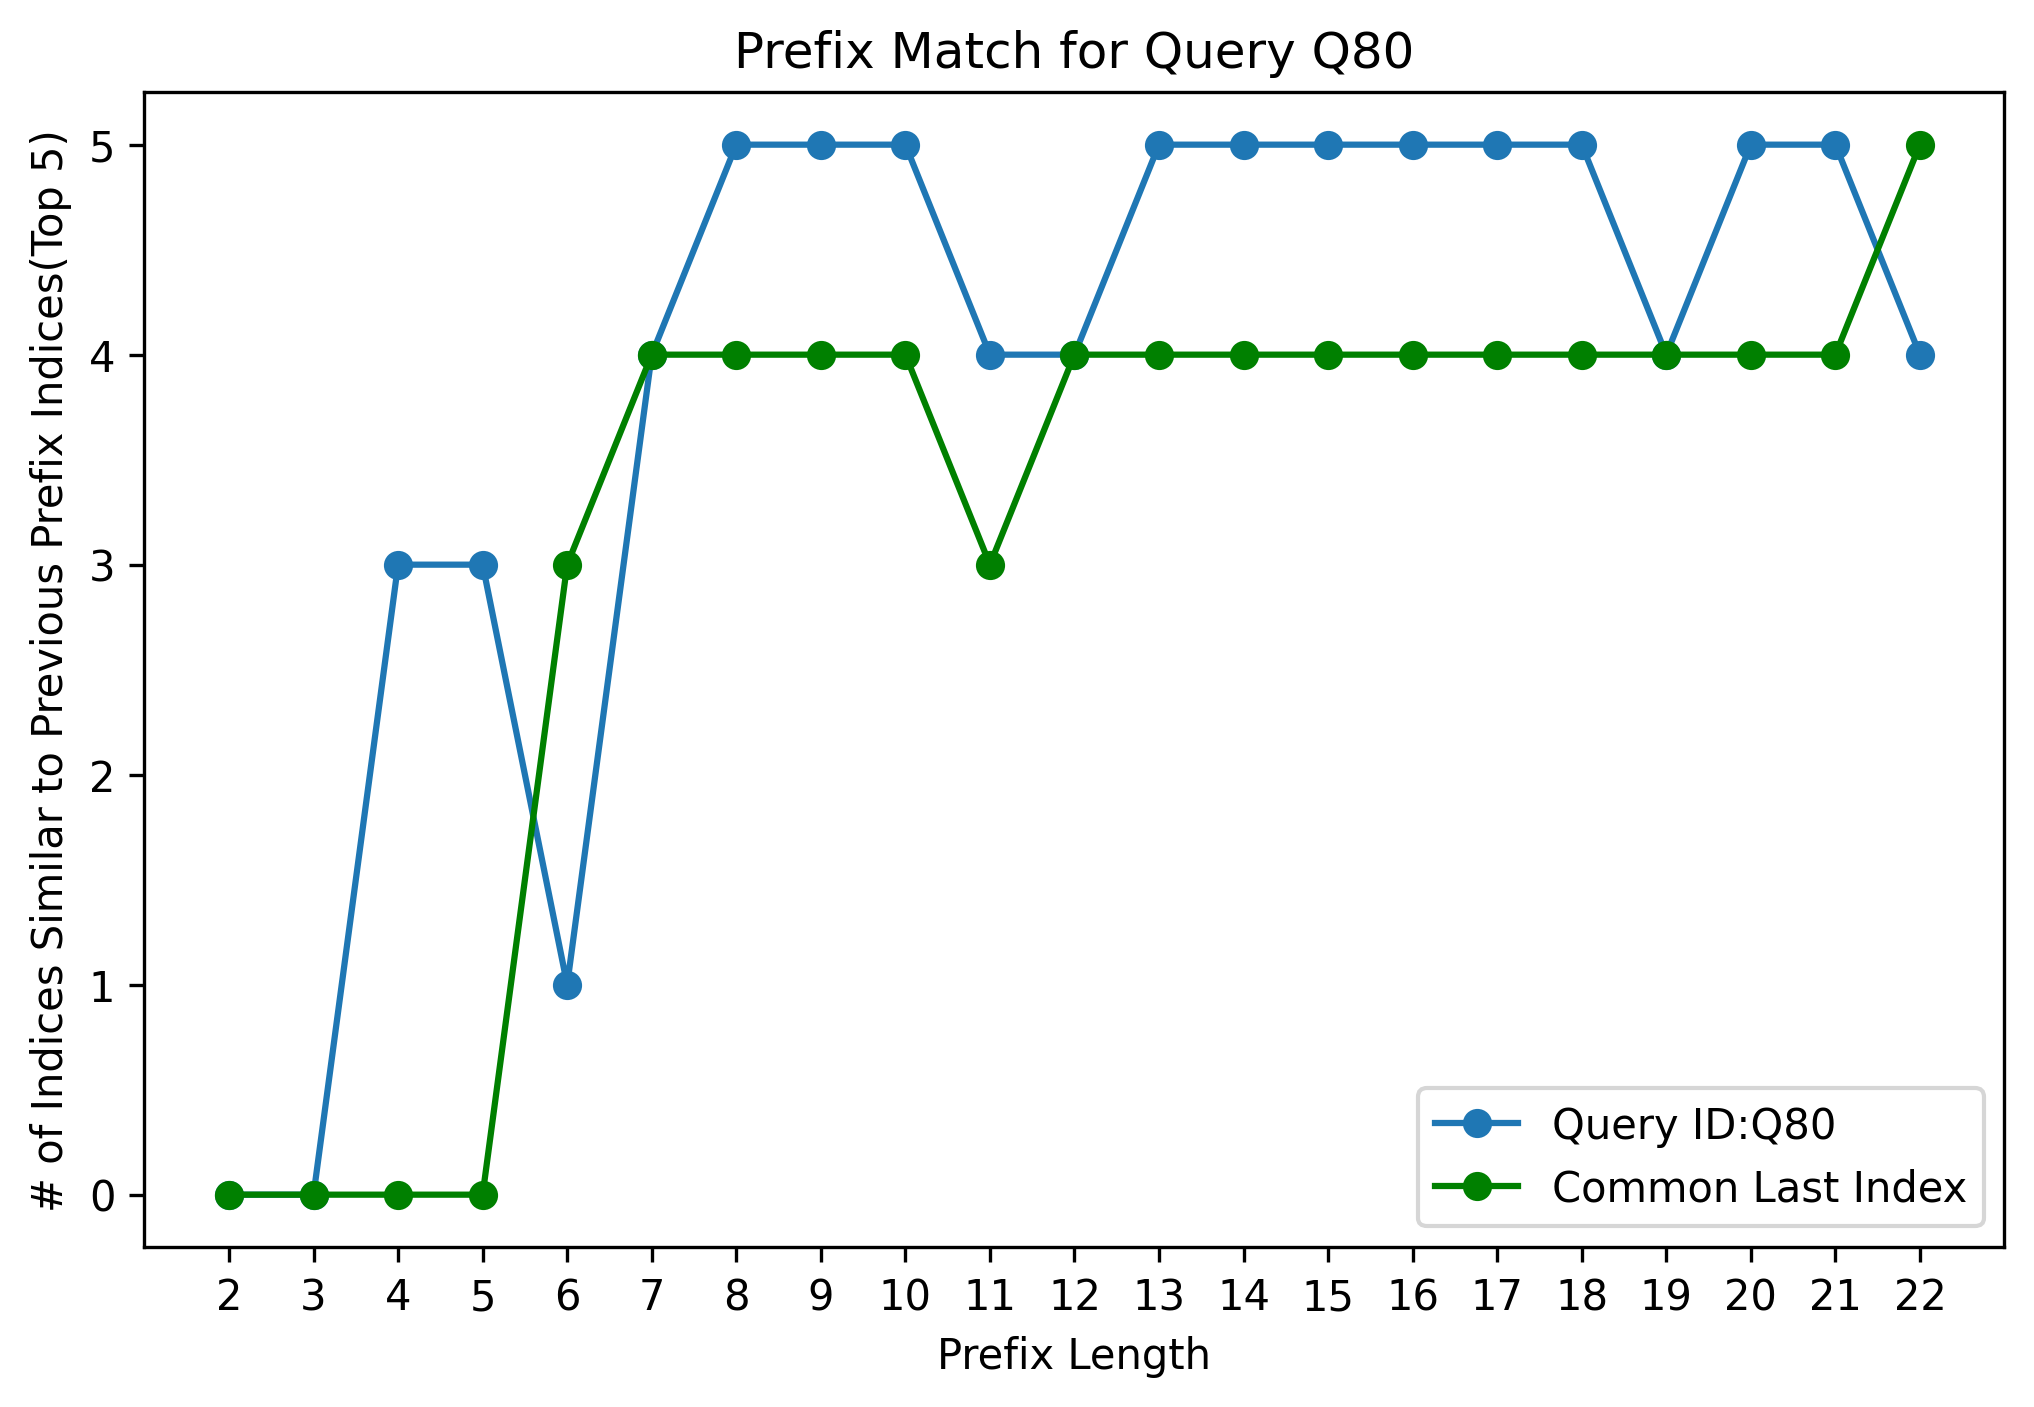 Prefix Match for Query Q80
# of Indices Similar to Previous Prefix Indices(Top 5)
5
4
3
2
1
0
Query ID:Q80
Common Last Index
2 3 4 5 6 7 8 9 10 11 12 13 14 15 16 17 18 19 20 21 22
Prefix Length